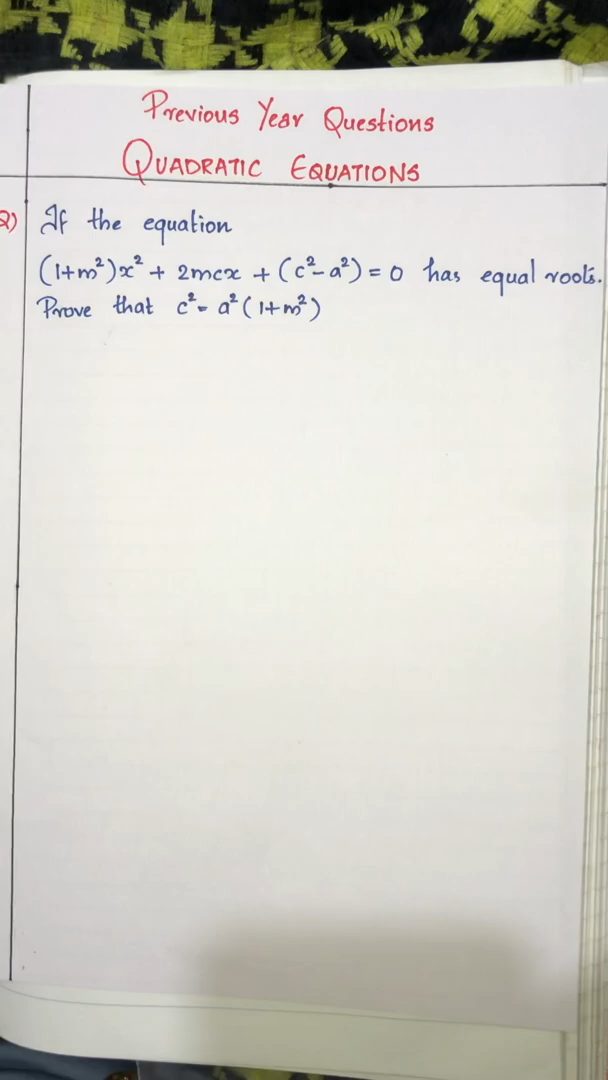 Previous Year Questions
QUADRATIC EQUATIONS
Q) If the equation
(1+m²)x² + 2mcx + (c²-a²) = 0 has equal roots.
Prove that c² = a²(1+m²)